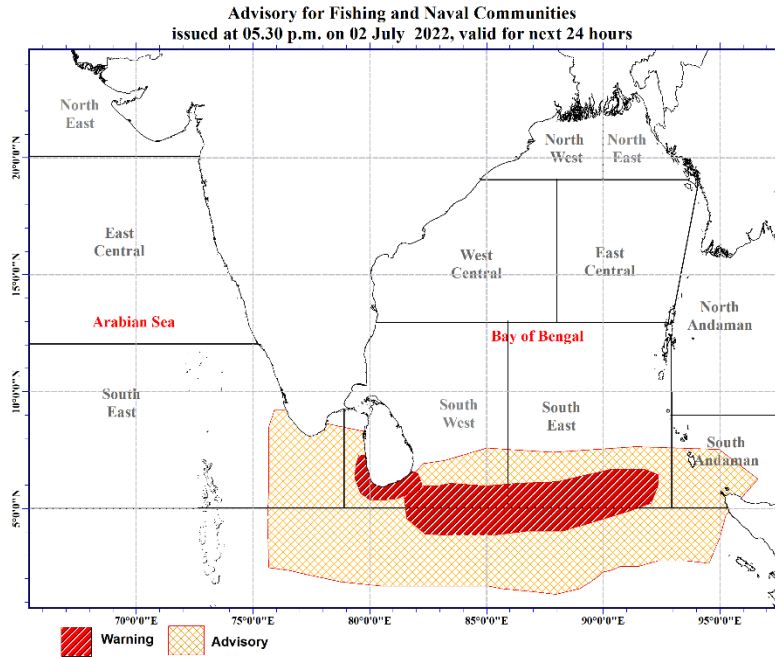 Advisory for Fishing and Naval Communities
issued at 05.30 p.m. on 02 July 2022, valid for next 24 hours
North
East
North
West
North
East
20°0'0"N
East
Central
West
Central
East
Central
15°0'0"N
Arabian Sea
Bay of Bengal
North
Andaman
10°0'0"N
South
East
South
West
South
East
South
Andaman
5°0'0"N
65°0'0"E
70°0'0"E
75°0'0"E
80°0'0"E
85°0'0"E
90°0'0"E
95°0'0"E
Warning
Advisory